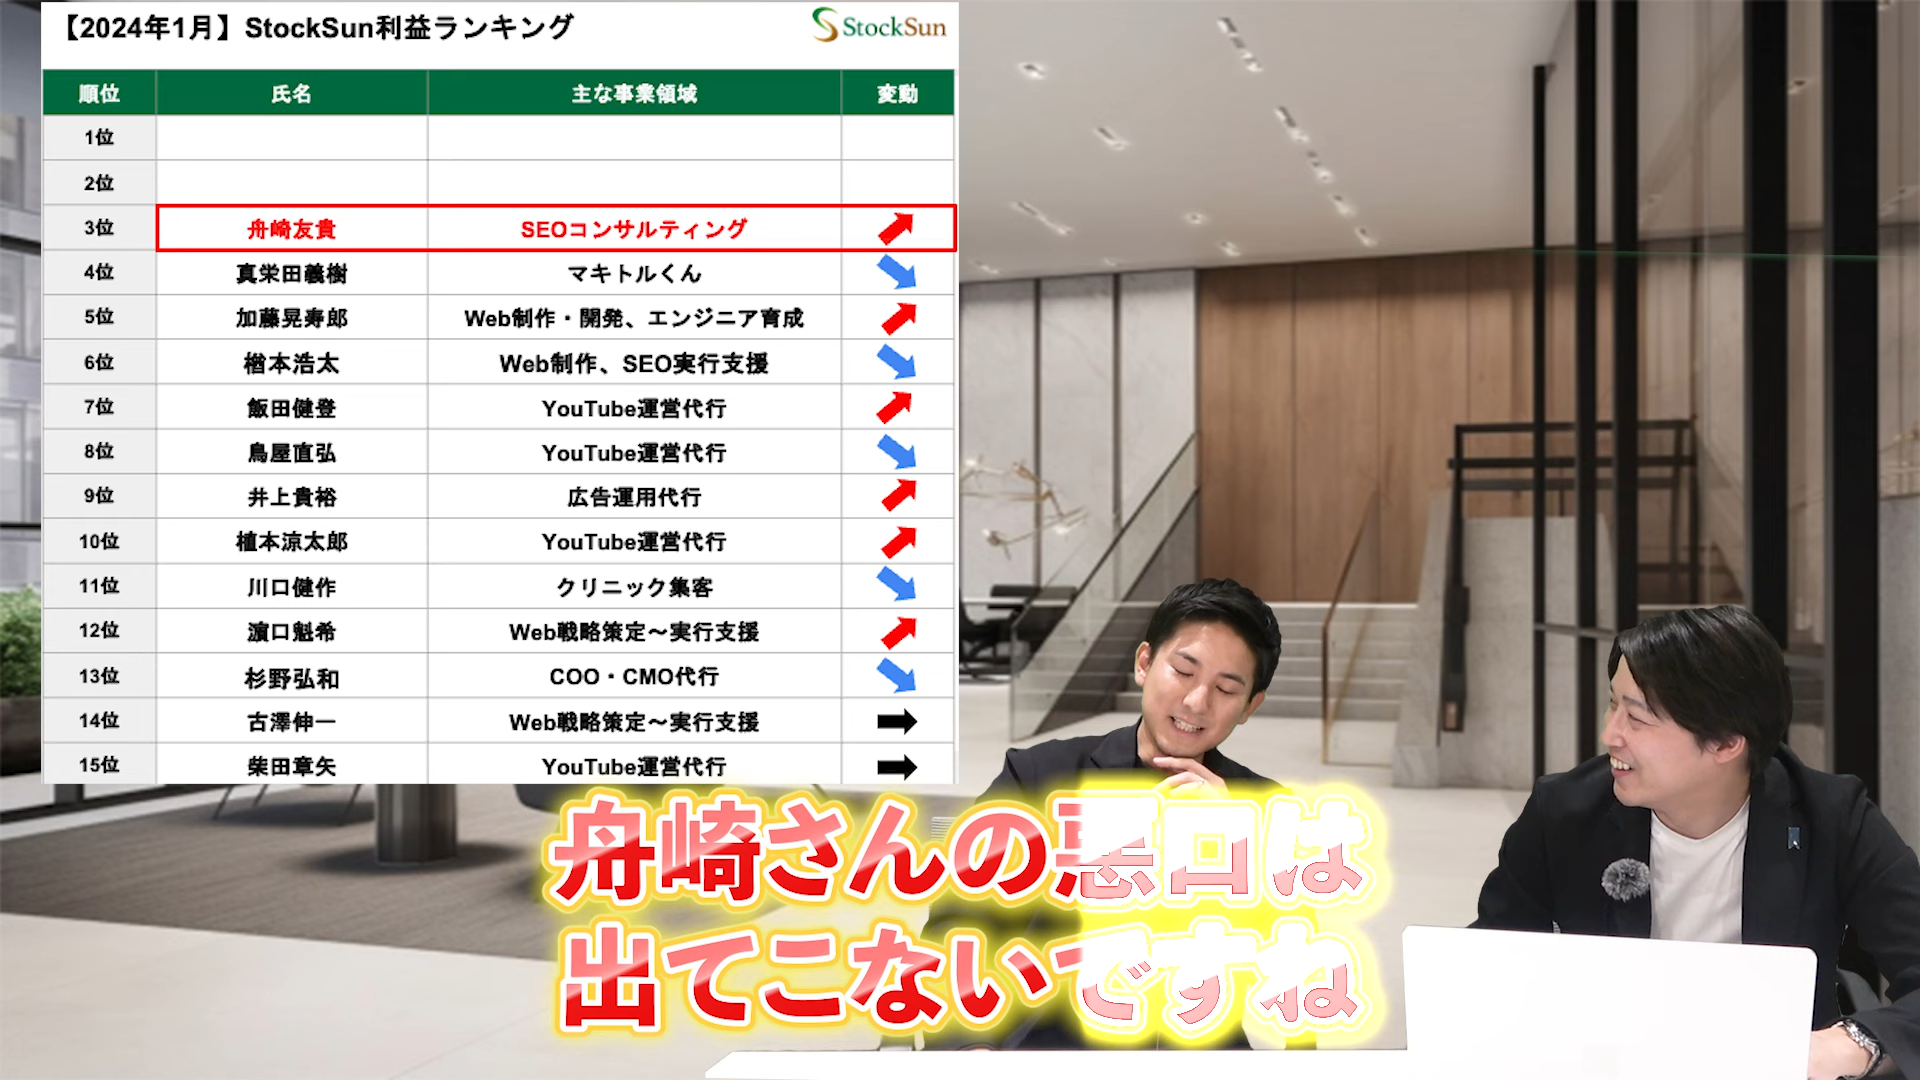 【2024年1月】StockSun利益ランキング
StockSun
順位 氏名 主な事業領域 変動
1位
2位
3位 舟崎友貴 SEOコンサルティング
4位 真栄田義樹 マキトルくん
5位 加藤晃寿郎 Web制作・開発、エンジニア育成
6位 楢本浩太 Web制作、SEO実行支援
7位 飯田健登 YouTube運営代行
8位 鳥屋直弘 YouTube運営代行
9位 井上貴裕 広告運用代行
10位 植本涼太郎 YouTube運営代行
11位 川口健作 クリニック集客
12位 濵口魁希 Web戦略策定～実行支援
13位 杉野弘和 COO・CMO代行
14位 古澤伸一 Web戦略策定～実行支援
15位 柴田章矢 YouTube運営代行
舟崎さんの悪口は
出てこないですね